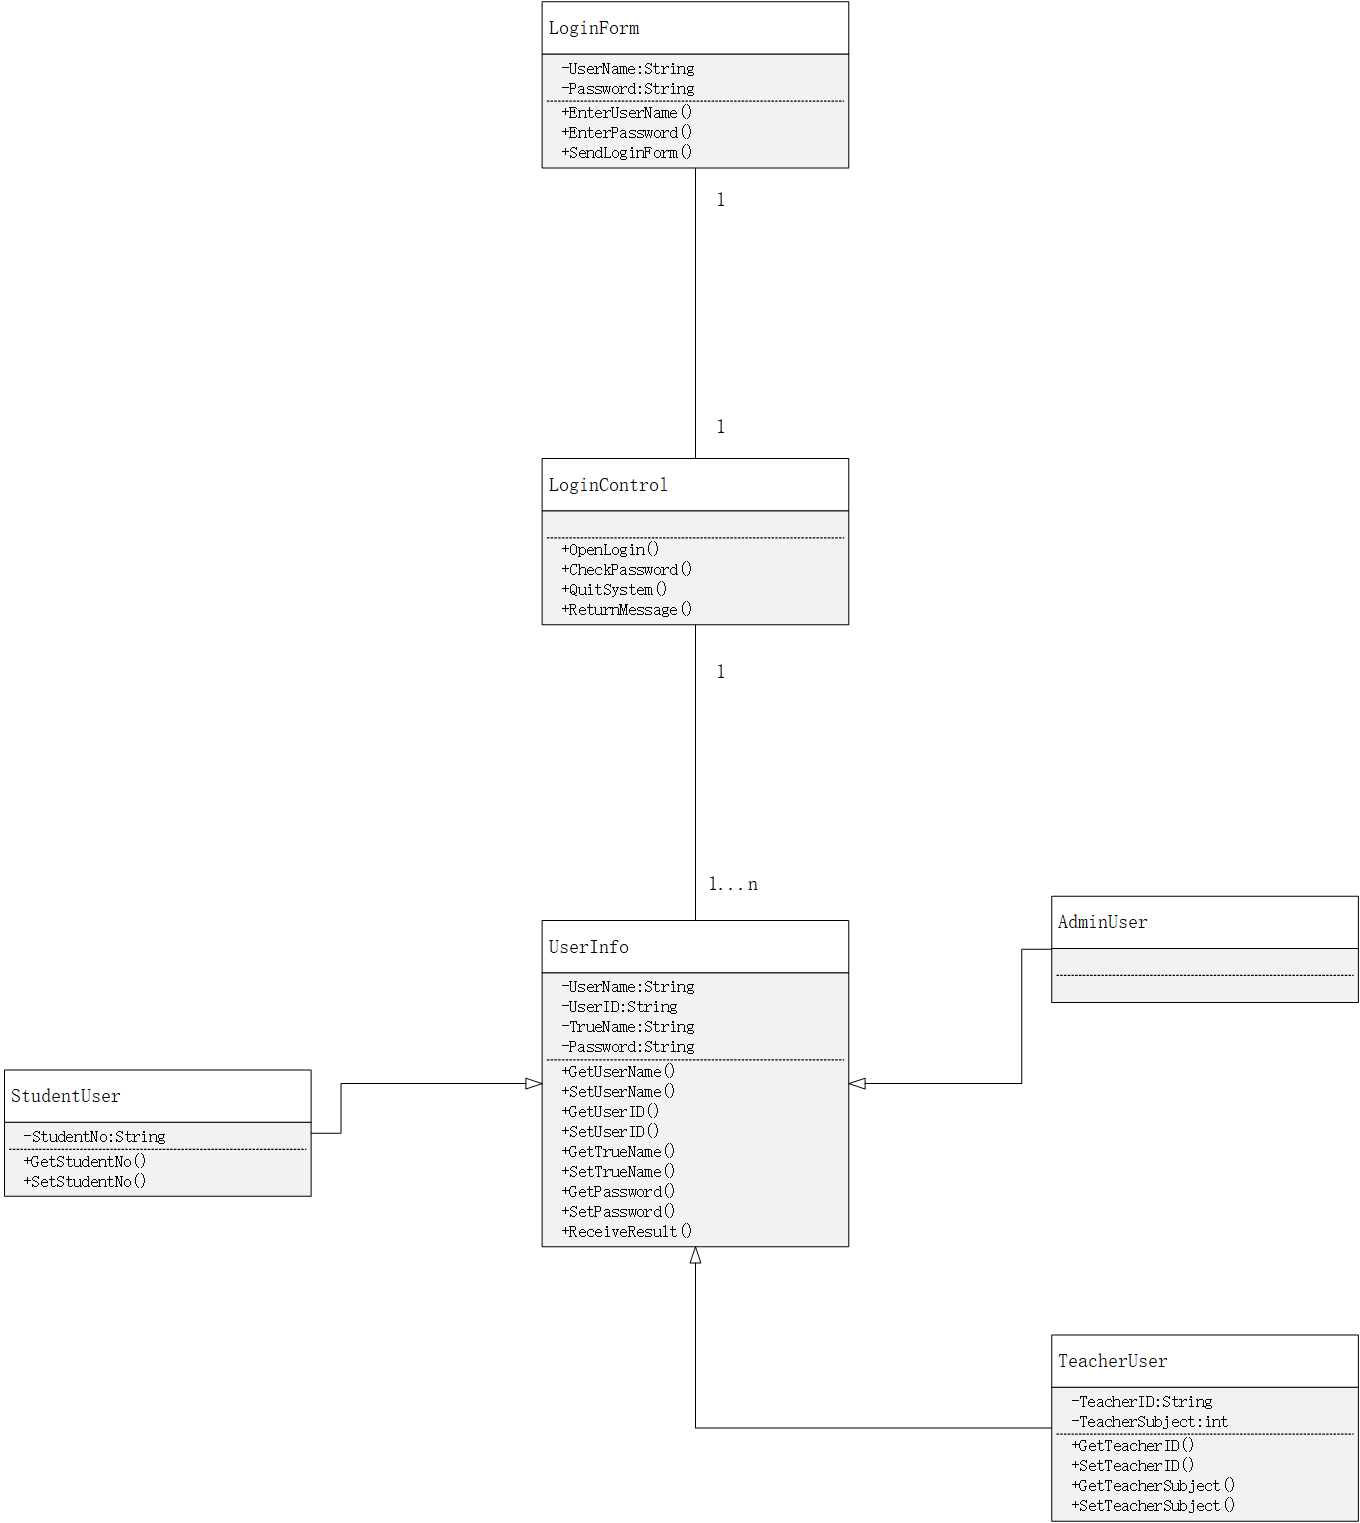 LoginForm
-UserName:String
-Password:String
+EnterUserName()
+EnterPassword()
+SendLoginForm()
1
1
LoginControl
+OpenLogin()
+CheckPassword()
+QuitSystem()
+ReturnMessage()
1
1...n
UserInfo
-UserName:String
-UserID:String
-TrueName:String
-Password:String
+GetUserName()
+SetUserName()
+GetUserID()
+SetUserID()
+GetTrueName()
+SetTrueName()
+GetPassword()
+SetPassword()
+ReceiveResult()
AdminUser
StudentUser
-StudentNo:String
+GetStudentNo()
+SetStudentNo()
TeacherUser
-TeacherID:String
-TeacherSubject:int
+GetTeacherID()
+SetTeacherID()
+GetTeacherSubject()
+SetTeacherSubject()